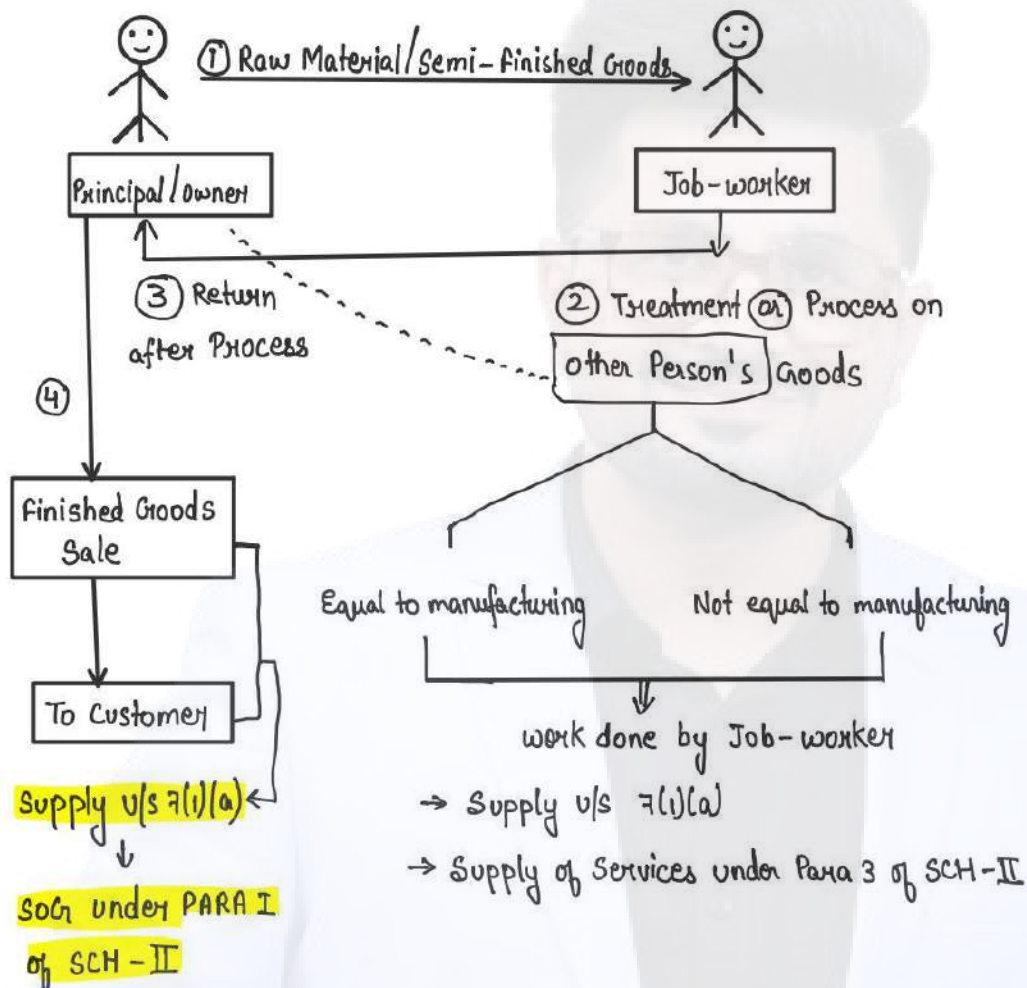 ① Raw Material/Semi-finished Goods
Principal/owner
Job-worker
③ Return
after Process
② Treatment or Process on
other Person's Goods
④
Finished Goods
Sale
Equal to manufacturing
Not equal to manufacturing
To Customer
work done by Job-worker
Supply u/s 7(1)(a)
→ Supply u/s 7(1)(a)
→ Supply of Services under Para 3 of SCH-II
SOG under PARA I
of SCH-II